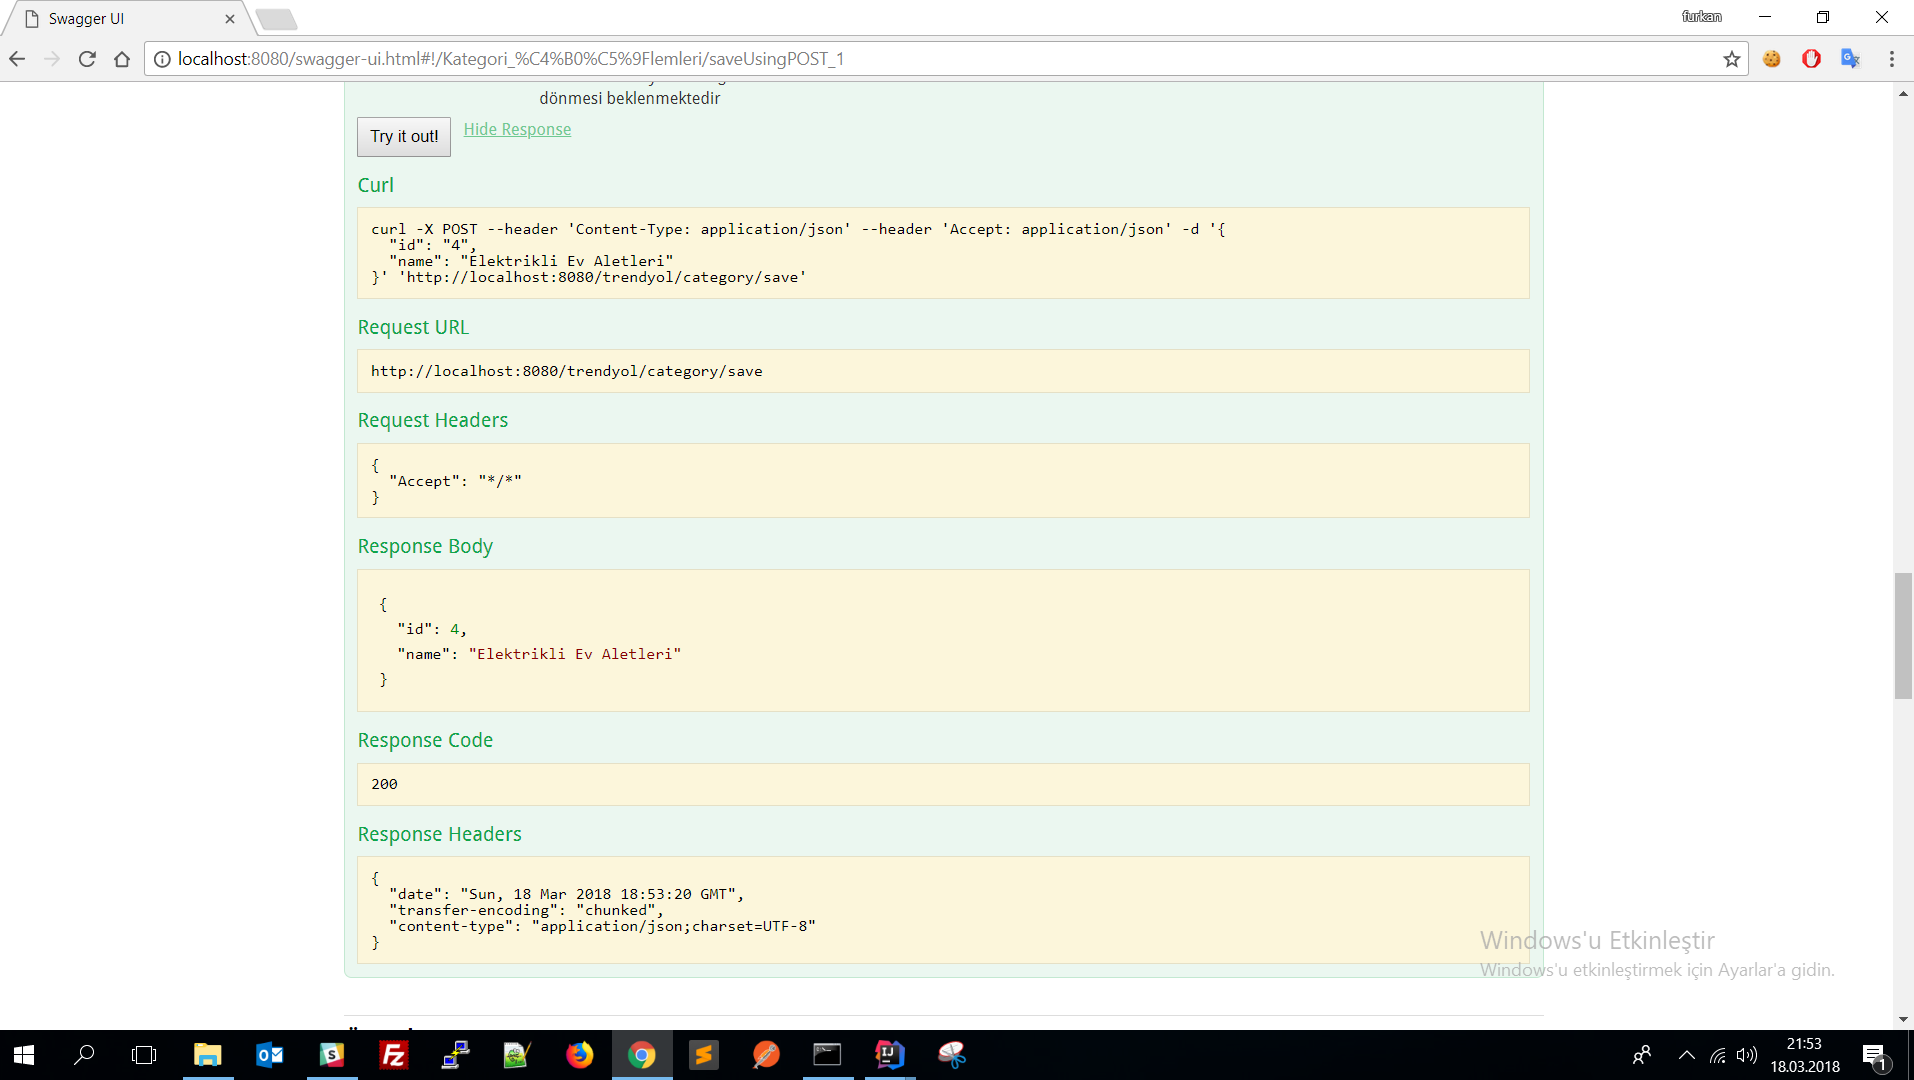 Swagger UI
furkan
localhost:8080/swagger-ui.html#!/Kategori_%C4%B0%C5%9Flemleri/saveUsingPOST_1
dönmesi beklenmektedir
Try it out!
Hide Response
Curl
curl -X POST --header 'Content-Type: application/json' --header 'Accept: application/json' -d '{
"id": "4",
"name": "Elektrikli Ev Aletleri"
}' 'http://localhost:8080/trendyol/category/save'
Request URL
http://localhost:8080/trendyol/category/save
Request Headers
{
"Accept": "*/*"
}
Response Body
{
"id": 4,
"name": "Elektrikli Ev Aletleri"
}
Response Code
200
Response Headers
{
"date": "Sun, 18 Mar 2018 18:53:20 GMT",
"transfer-encoding": "chunked",
"content-type": "application/json;charset=UTF-8"
}
Windows'u Etkinleştir
Windows'u etkinleştirmek için Ayarlar'a gidin.
21:53
18.03.2018
1